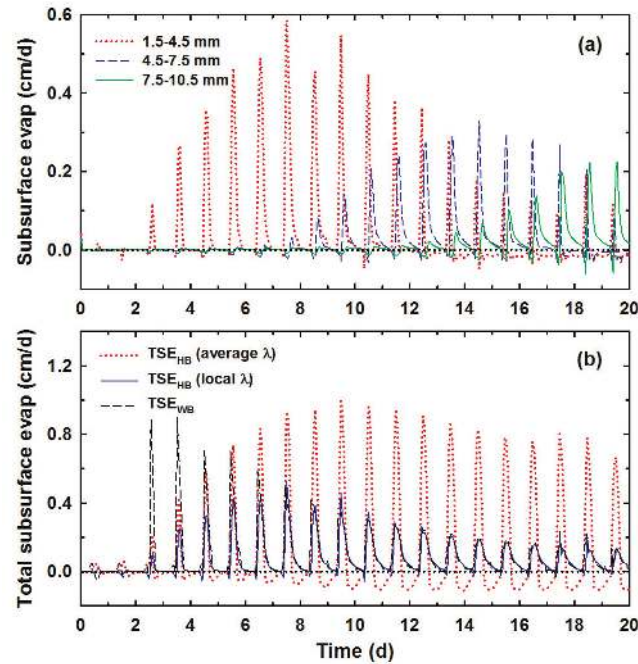 0.6
0.4
0.2
0.0
Subsurface evap (cm/d)
1.5-4.5 mm
4.5-7.5 mm
7.5-10.5 mm
(a)
0 2 4 6 8 10 12 14 16 18 20
1.2
0.8
0.4
0.0
Total subsurface evap (cm/d)
TSE_HB (average λ)
TSE_HB (local λ)
TSE_WB
(b)
0 2 4 6 8 10 12 14 16 18 20
Time (d)